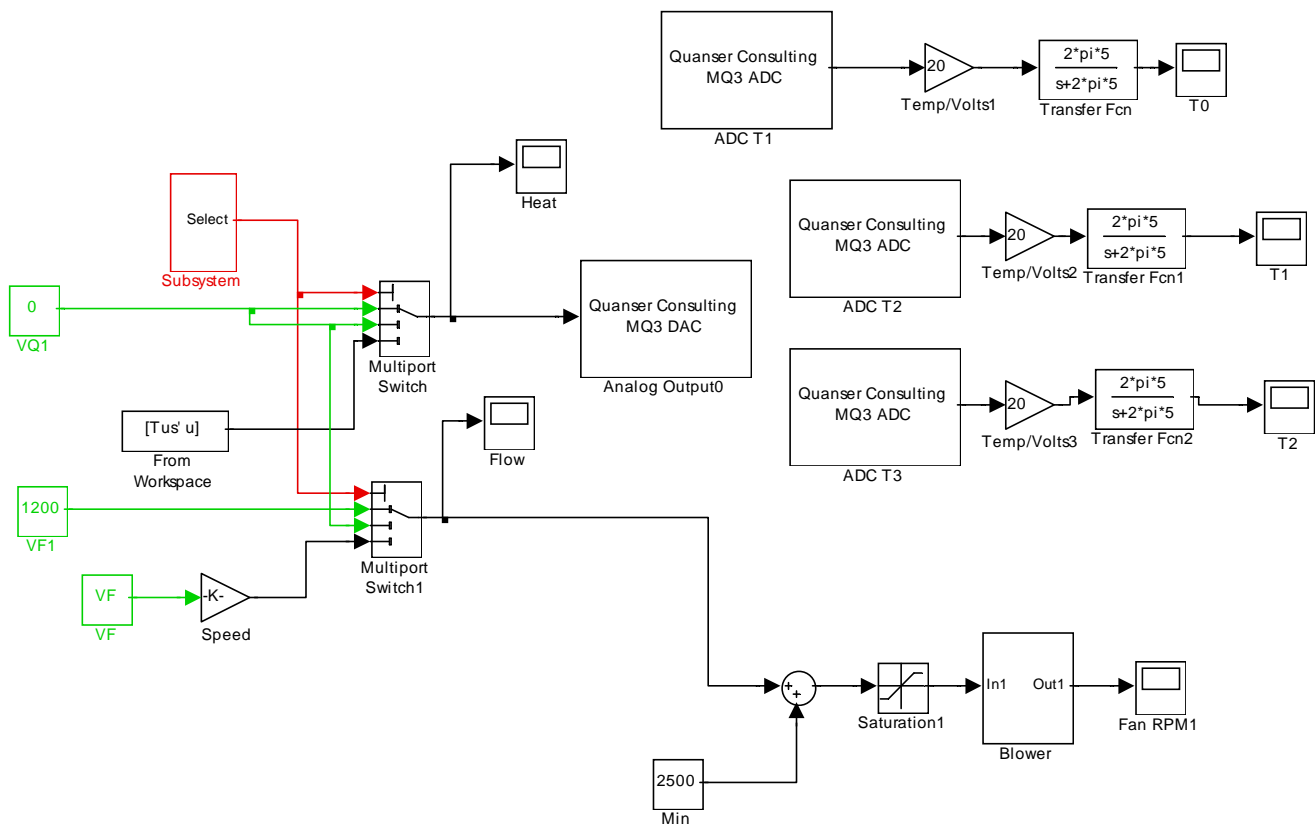 Quanser Consulting
MQ3 ADC
ADC T1
20
Temp/Volts1
2*pi*5
s+2*pi*5
Transfer Fcn
T0
Heat
Select
Subsystem
Quanser Consulting
MQ3 ADC
ADC T2
20
Temp/Volts2
2*pi*5
s+2*pi*5
Transfer Fcn1
T1
0
VQ1
Multiport
Switch
Quanser Consulting
MQ3 DAC
Analog Output0
Quanser Consulting
MQ3 ADC
ADC T3
20
Temp/Volts3
2*pi*5
s+2*pi*5
Transfer Fcn2
T2
[Tus' u]
From
Workspace
Flow
1200
VF1
Multiport
Switch1
VF
VF
-K-
Speed
+
+
Saturation1
In1
Out1
Blower
Fan RPM1
2500
Min